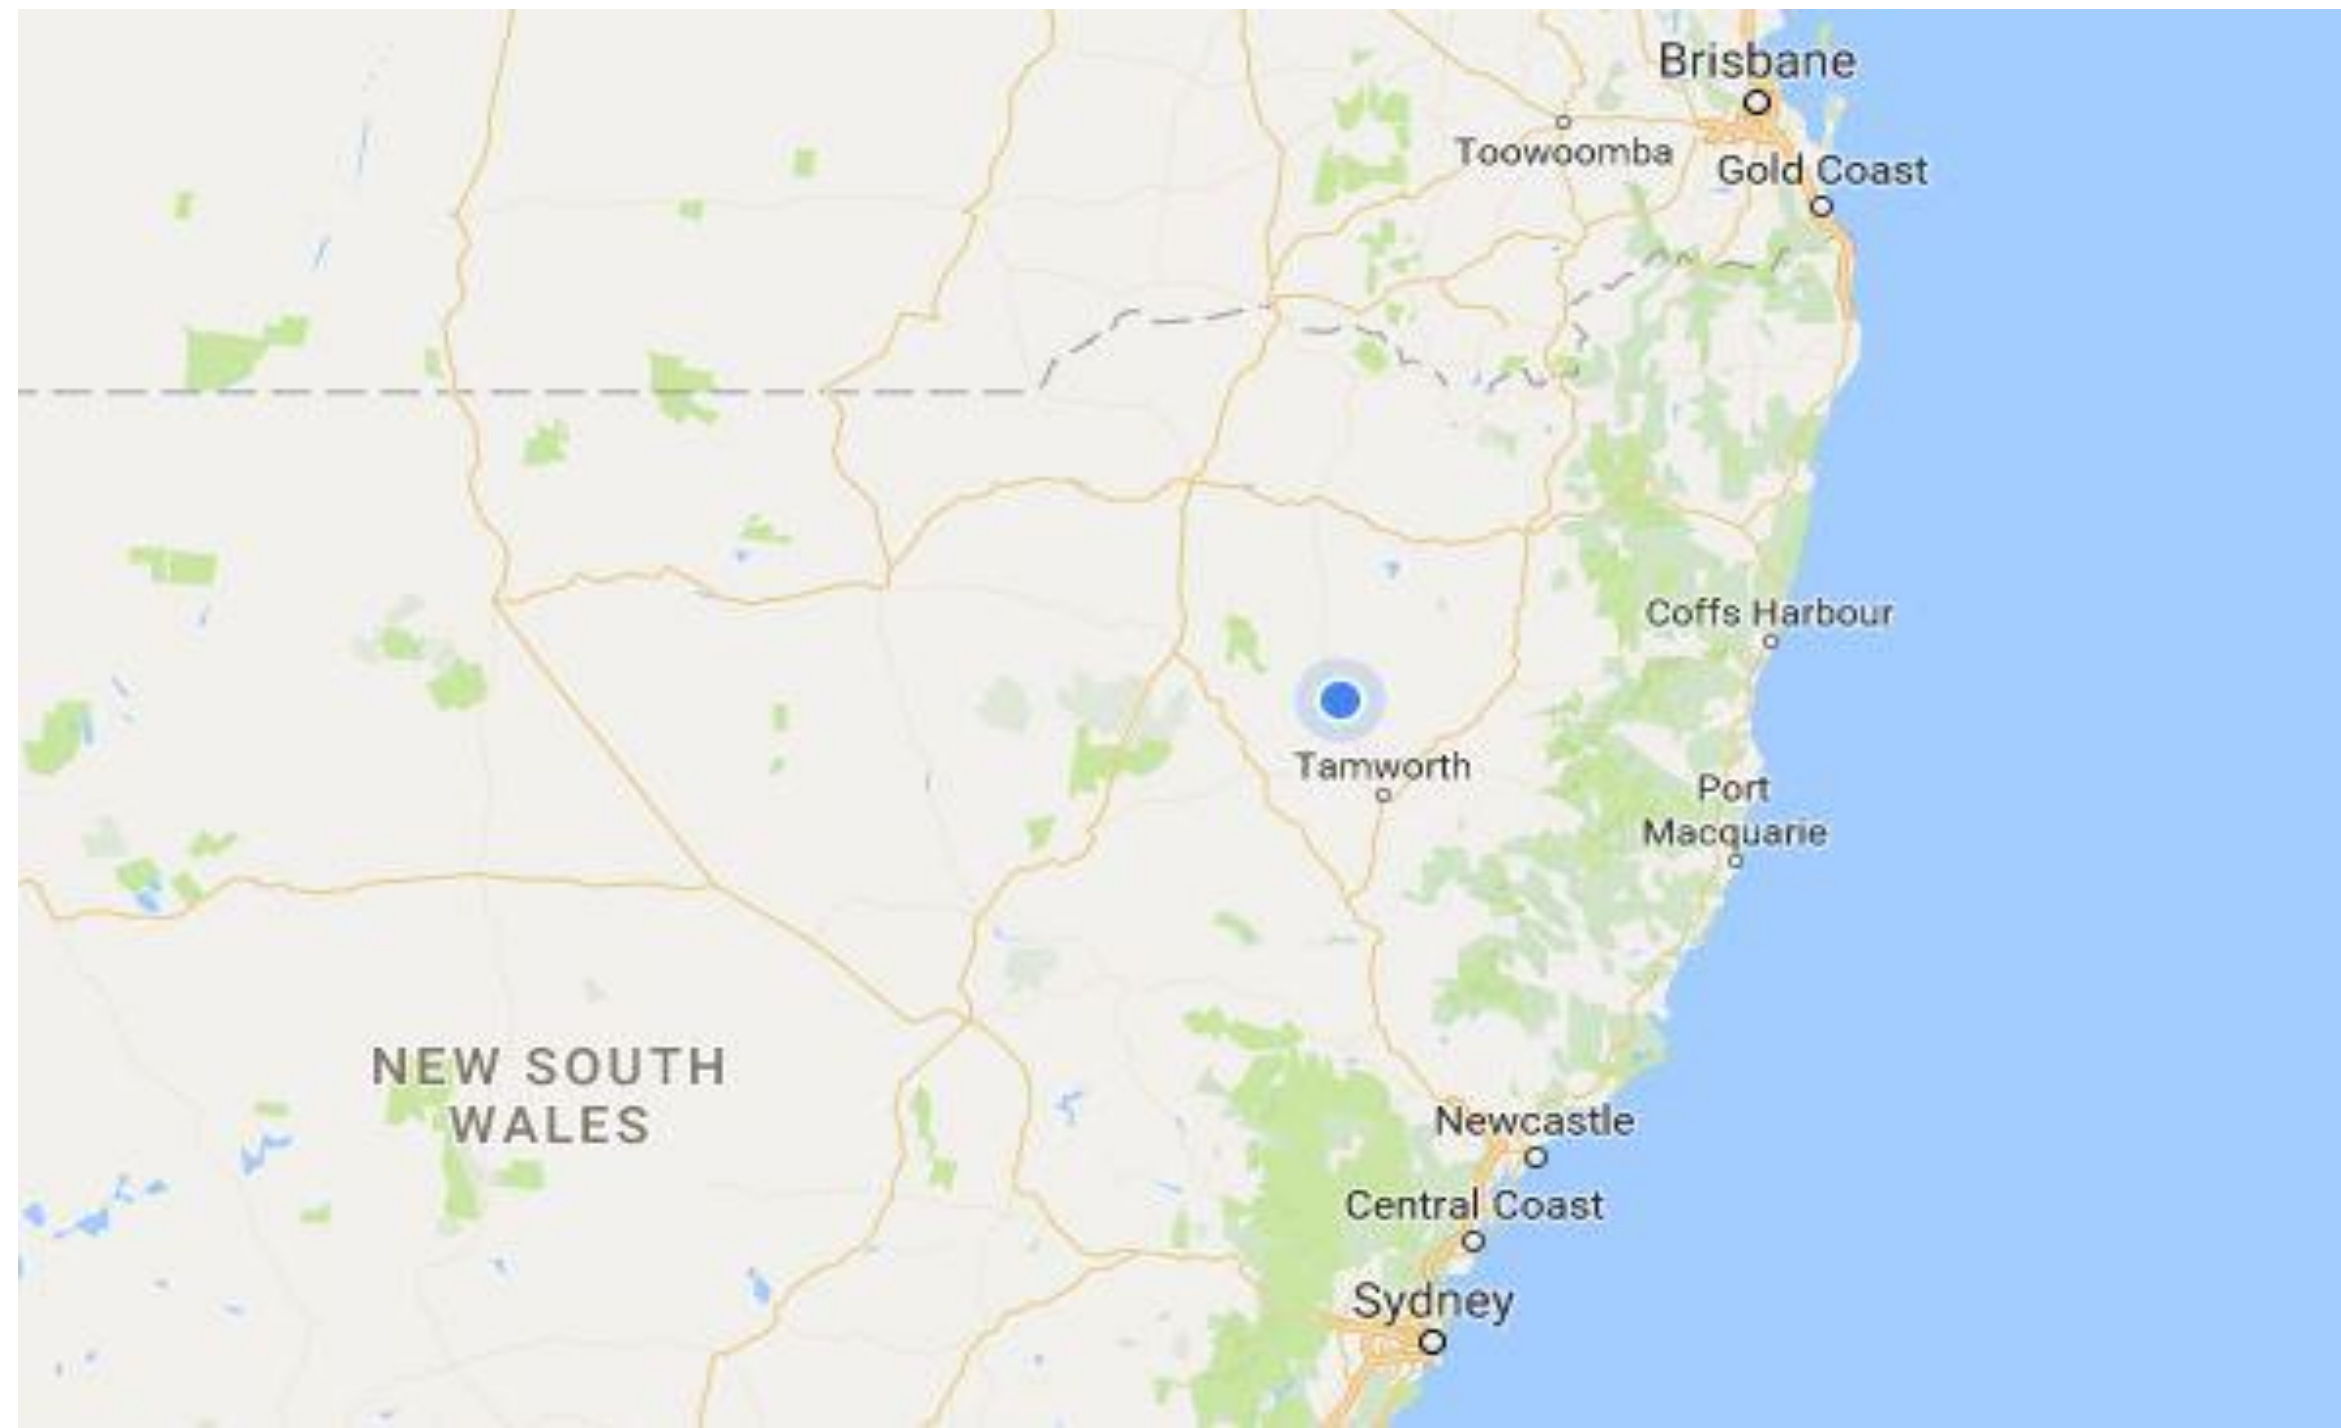 Brisbane
Toowoomba
Gold Coast
Coffs Harbour
Tamworth
Port
Macquarie
NEW SOUTH
WALES
Newcastle
Central Coast
Sydney